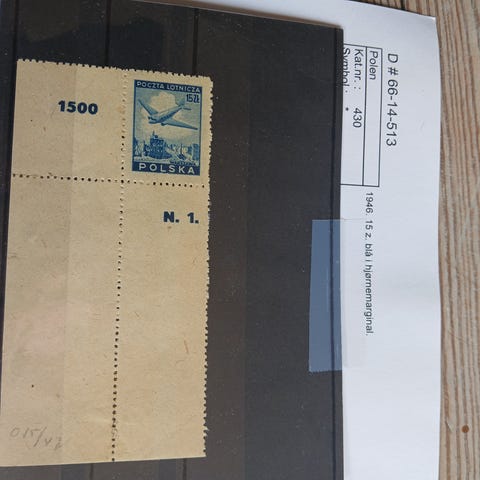 1500
POCZTA LOTNICZA
15ZŁ
POLSKA
N. 1.
D # 66-14-513
Polen
Kat.nr.: 430
Symbol: *
1946. 15 z. blå i hjørnemarginal.